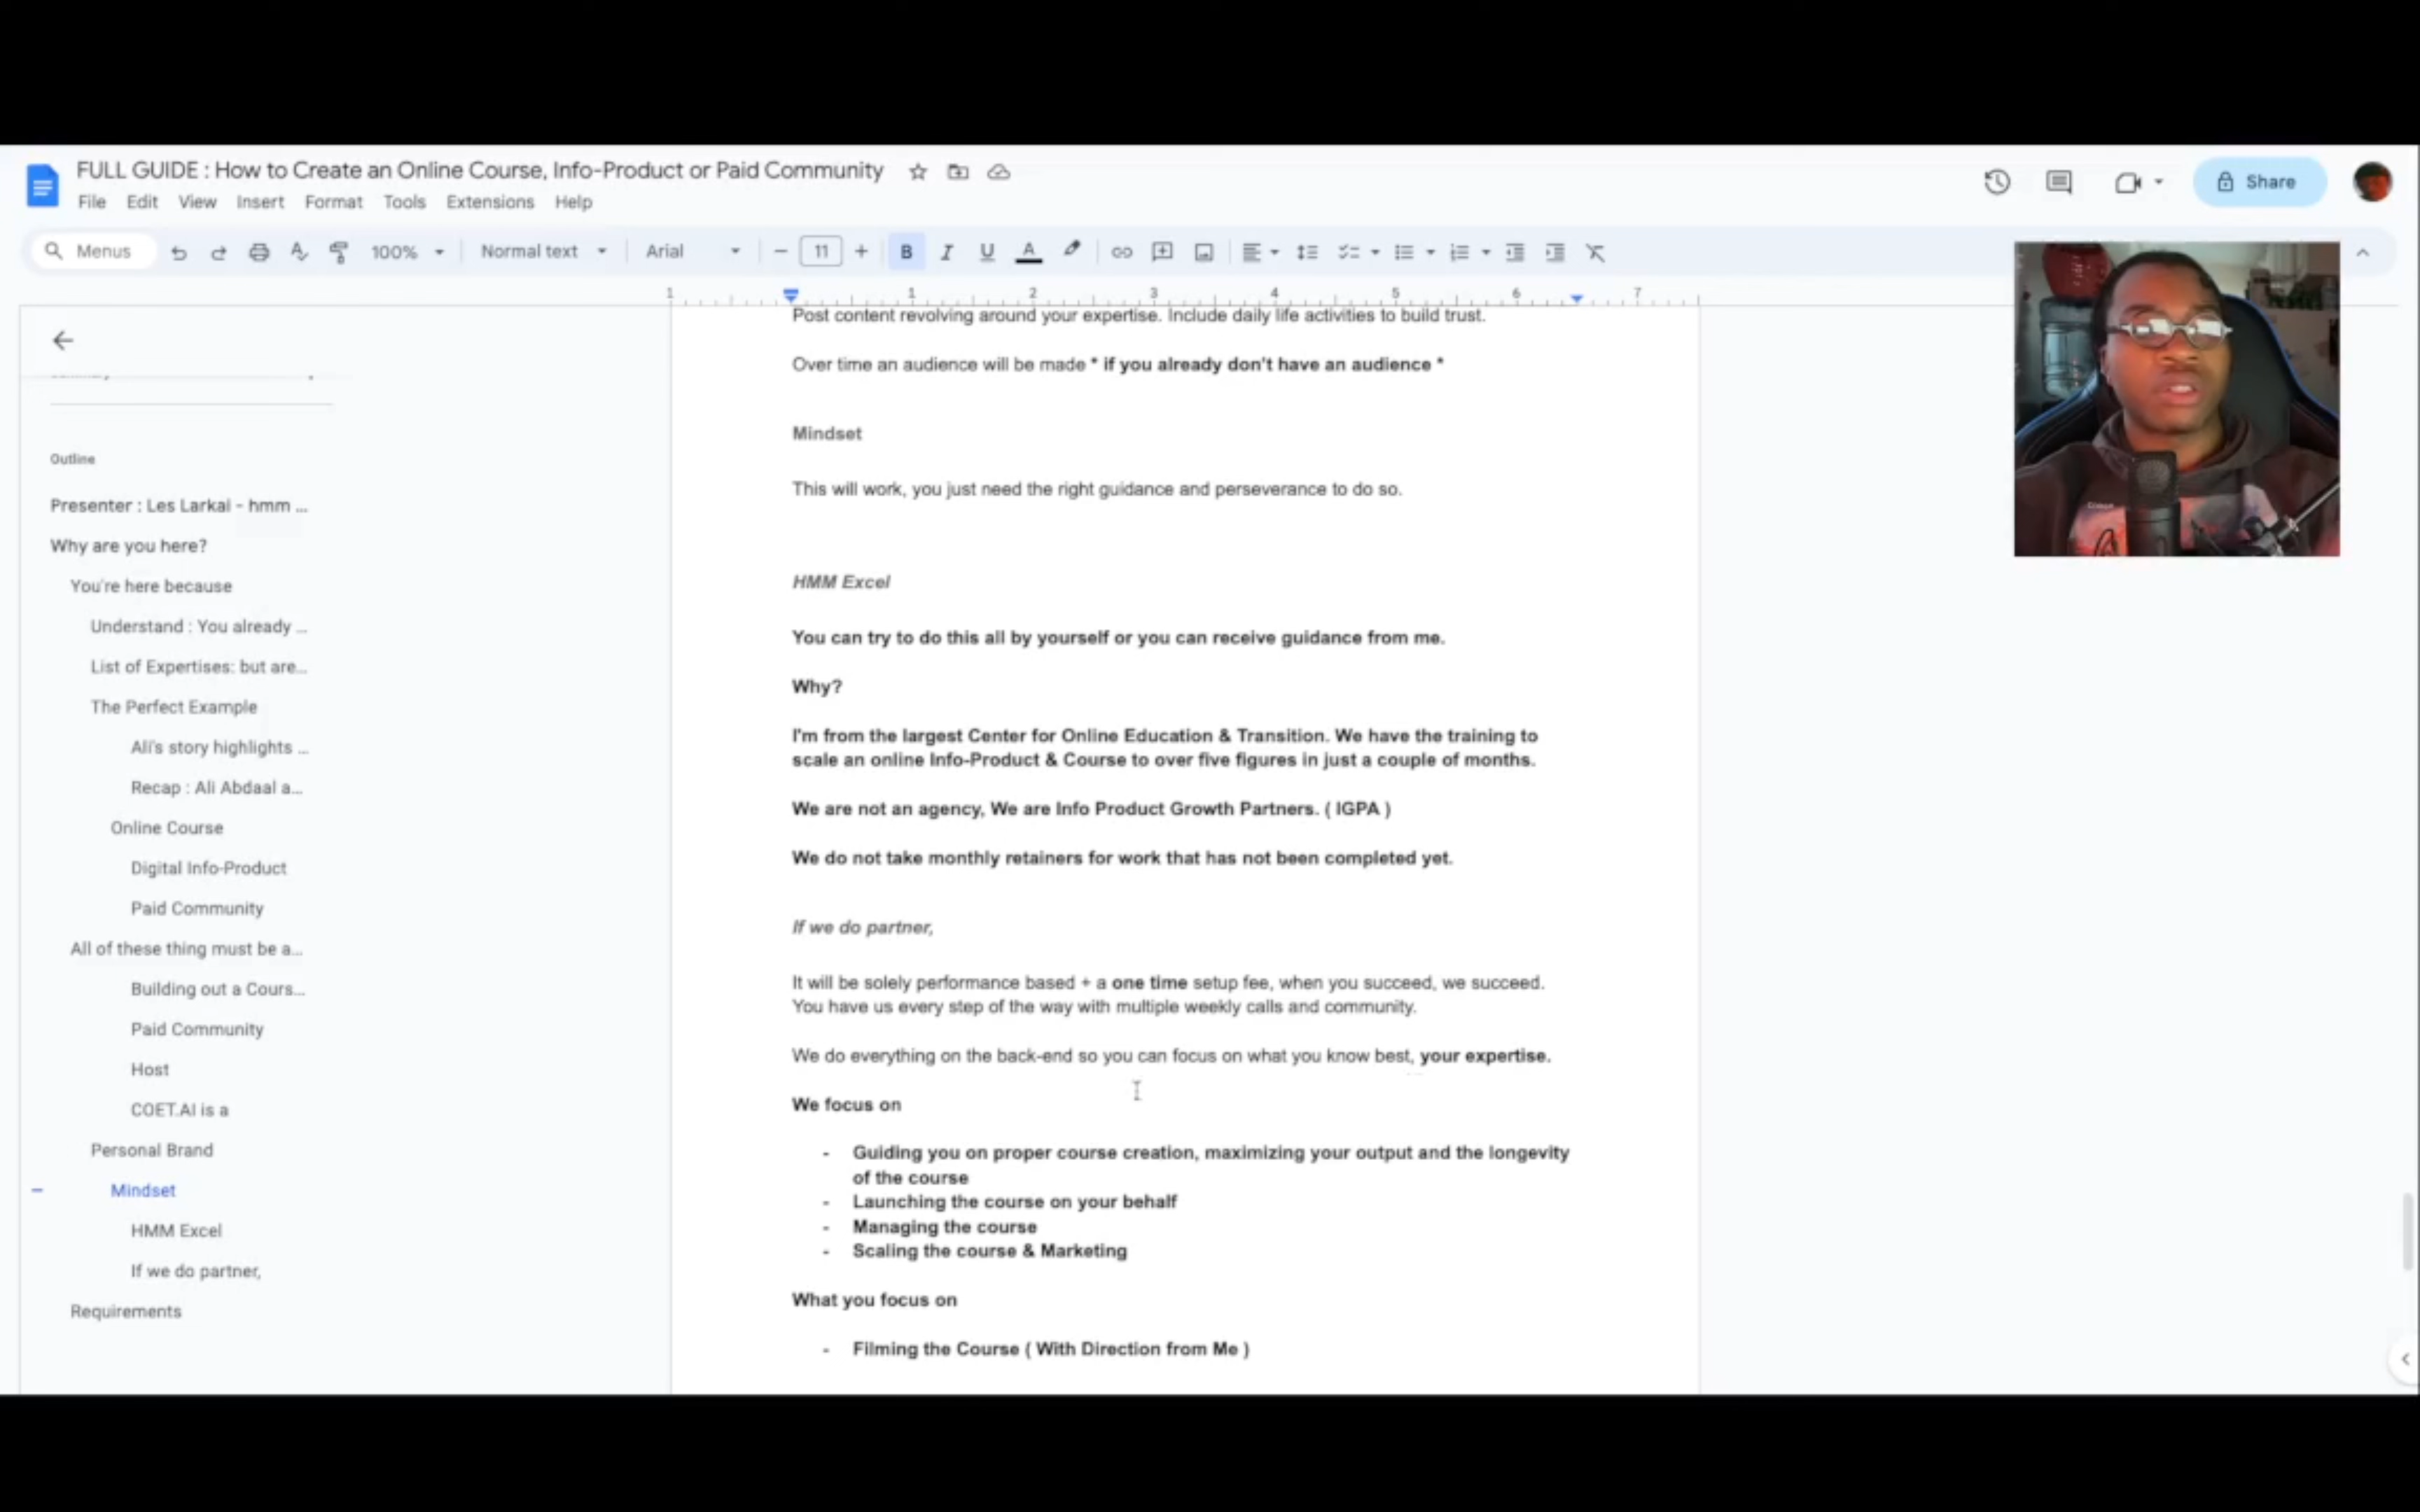 FULL GUIDE : How to Create an Online Course, Info-Product or Paid Community
File Edit View Insert Format Tools Extensions Help
Share
Menus
100%
Normal text
Arial
11
B I U A
1 1 2 3 4 5 6 7
Outline
Presenter : Les Larkal - hmm ...
Why are you here?
You're here because
Understand : You already ...
List of Expertises: but are...
The Perfect Example
Ali's story highlights ...
Recap : Ali Abdaal a...
Online Course
Digital Info-Product
Paid Community
All of these thing must be a...
Building out a Cours...
Paid Community
Host
COET.AI is a
Personal Brand
Mindset
HMM Excel
If we do partner,
Requirements
Post content revolving around your expertise. Include daily life activities to build trust.
Over time an audience will be made * if you already don't have an audience *
Mindset
This will work, you just need the right guidance and perseverance to do so.
HMM Excel
You can try to do this all by yourself or you can receive guidance from me.
Why?
I'm from the largest Center for Online Education & Transition. We have the training to
scale an online Info-Product & Course to over five figures in just a couple of months.
We are not an agency, We are Info Product Growth Partners. ( IGPA )
We do not take monthly retainers for work that has not been completed yet.
If we do partner,
It will be solely performance based + a one time setup fee, when you succeed, we succeed.
You have us every step of the way with multiple weekly calls and community.
We do everything on the back-end so you can focus on what you know best, your expertise.
We focus on
- Guiding you on proper course creation, maximizing your output and the longevity
of the course
- Launching the course on your behalf
- Managing the course
- Scaling the course & Marketing
What you focus on
- Filming the Course ( With Direction from Me )